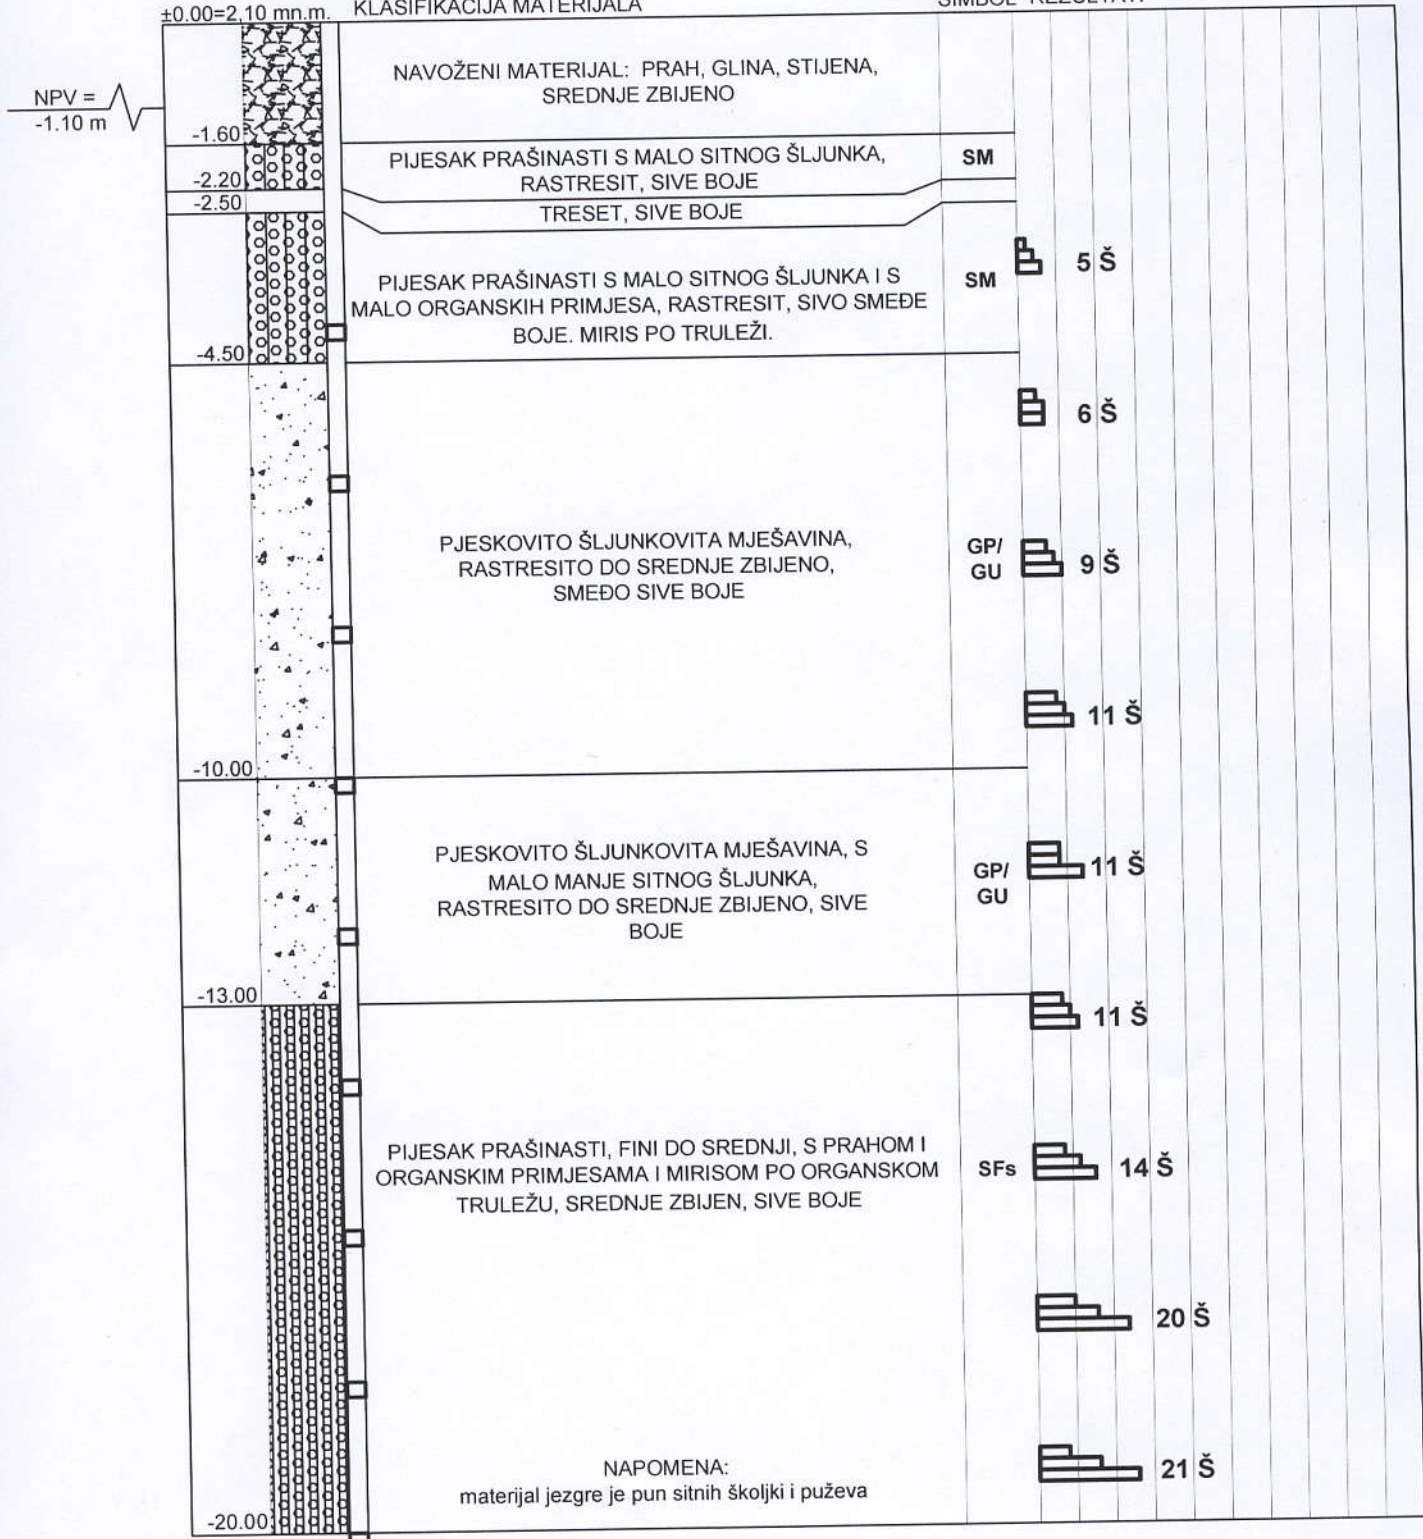 ±0.00=2,10 mn.m.
KLASIFIKACIJA MATERIJALA
SIMBOL REZULTATI
NAVOŽENI MATERIJAL: PRAH, GLINA, STIJENA,
SREDNJE ZBIJENO
NPV =
-1.10 m
-1.60
PIJESAK PRAŠINASTI S MALO SITNOG ŠLJUNKA,
RASTRESIT, SIVE BOJE
SM
-2.20
-2.50
TRESET, SIVE BOJE
5 Š
PIJESAK PRAŠINASTI S MALO SITNOG ŠLJUNKA I S
MALO ORGANSKIH PRIMJESA, RASTRESIT, SIVO SMEĐE
BOJE. MIRIS PO TRULEŽI.
SM
-4.50
6 Š
PJESKOVITO ŠLJUNKOVITA MJEŠAVINA,
RASTRESITO DO SREDNJE ZBIJENO,
SMEĐO SIVE BOJE
GP/
GU
9 Š
11 Š
-10.00
PJESKOVITO ŠLJUNKOVITA MJEŠAVINA, S
MALO MANJE SITNOG ŠLJUNKA,
RASTRESITO DO SREDNJE ZBIJENO, SIVE
BOJE
GP/
GU
11 Š
-13.00
11 Š
PIJESAK PRAŠINASTI, FINI DO SREDNJI, S PRAHOM I
ORGANSKIM PRIMJESAMA I MIRISOM PO ORGANSKOM
TRULEŽU, SREDNJE ZBIJEN, SIVE BOJE
SFs
14 Š
20 Š
21 Š
NAPOMENA:
materijal jezgre je pun sitnih školjki i puževa
-20.00